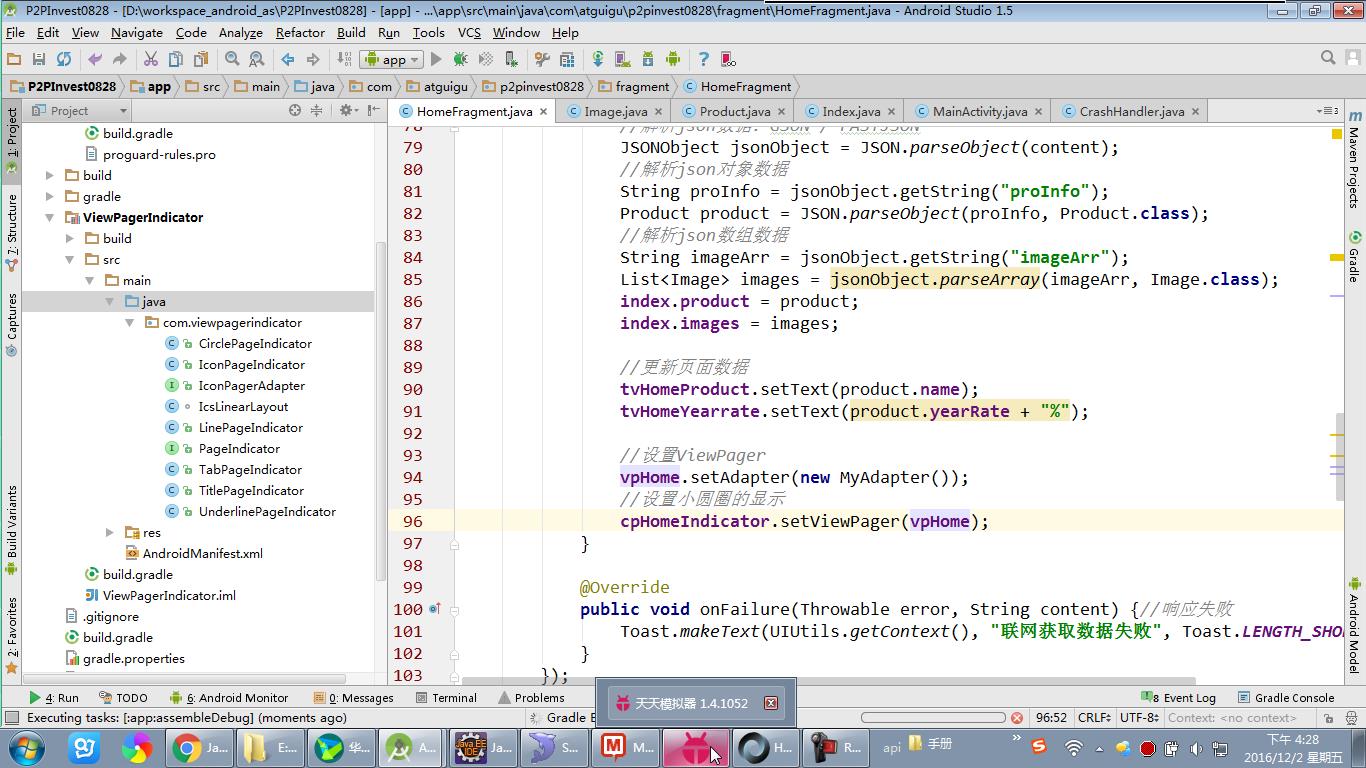 P2PInvest0828 - [D:\workspace_android_as\P2PInvest0828] - [app] - ...\app\src\main\java\com\atguigu\p2pinvest0828\fragment\HomeFragment.java - Android Studio 1.5
File Edit View Navigate Code Analyze Refactor Build Run Tools VCS Window Help
app
P2PInvest0828 app src main java com atguigu p2pinvest0828 fragment HomeFragment
Project
HomeFragment.java Image.java Product.java Index.java MainActivity.java CrashHandler.java
1: Project
7: Structure
Captures
Build Variants
2: Favorites
build.gradle
proguard-rules.pro
build
gradle
ViewPagerIndicator
build
src
main
java
com.viewpagerindicator
CirclePageIndicator
IconPageIndicator
IconPagerAdapter
IcsLinearLayout
LinePageIndicator
PageIndicator
TabPageIndicator
TitlePageIndicator
UnderlinePageIndicator
res
AndroidManifest.xml
build.gradle
ViewPagerIndicator.iml
.gitignore
build.gradle
gradle.properties
78 //解析json数据：GSON / FASTJSON
79 JSONObject jsonObject = JSON.parseObject(content);
80 //解析json对象数据
81 String proInfo = jsonObject.getString("proInfo");
82 Product product = JSON.parseObject(proInfo, Product.class);
83 //解析json数组数据
84 String imageArr = jsonObject.getString("imageArr");
85 List<Image> images = jsonObject.parseArray(imageArr, Image.class);
86 index.product = product;
87 index.images = images;
88
89 //更新页面数据
90 tvHomeProduct.setText(product.name);
91 tvHomeYearrate.setText(product.yearRate + "%");
92
93 //设置ViewPager
94 vpHome.setAdapter(new MyAdapter());
95 //设置小圆圈的显示
96 cpHomeIndicator.setViewPager(vpHome);
97 }
98
99 @Override
100 public void onFailure(Throwable error, String content) {//响应失败
101 Toast.makeText(UIUtils.getContext(), "联网获取数据失败", Toast.LENGTH_SHO
102 }
103 });
Maven Projects
Gradle
Android Model
4: Run TODO 6: Android Monitor 0: Messages Terminal Problems 8 Event Log Gradle Console
天天模拟器 1.4.1052
Executing tasks: [:app:assembleDebug] (moments ago) Gradle 96:52 CRLF UTF-8 Context: <no context>
Ja... E:... 华... A... Ja... S... M... H... R... api 手册
下午 4:28
2016/12/2 星期五